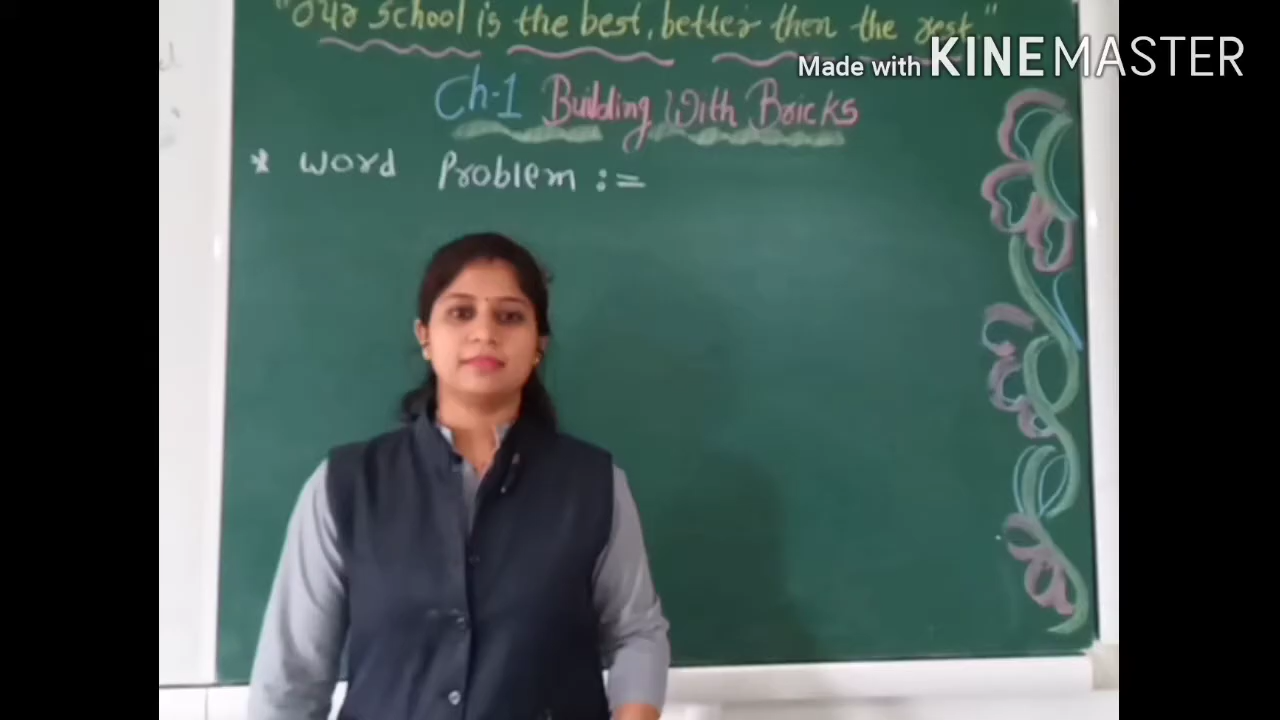 "Our School is the best, better then the rest"
Made with KINEMASTER
Ch-1 Building With Bricks
* Word Problem :=